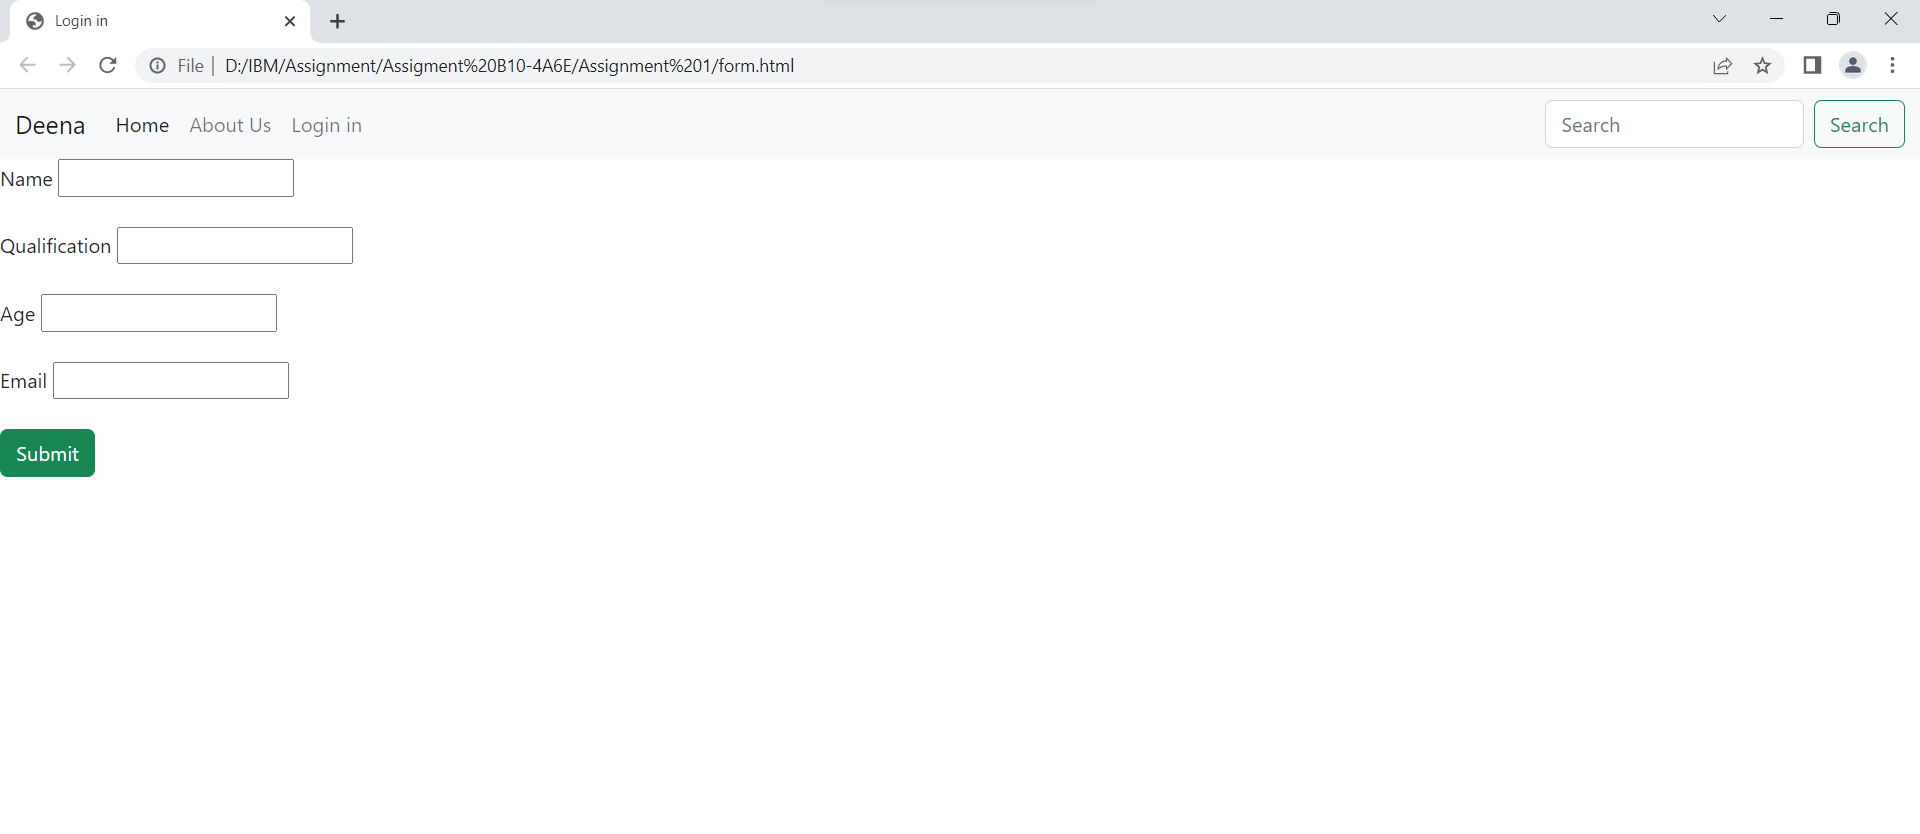 Login in
File D:/IBM/Assignment/Assigment%20B10-4A6E/Assignment%201/form.html
Deena Home About Us Login in Search Search
Name
Qualification
Age
Email
Submit